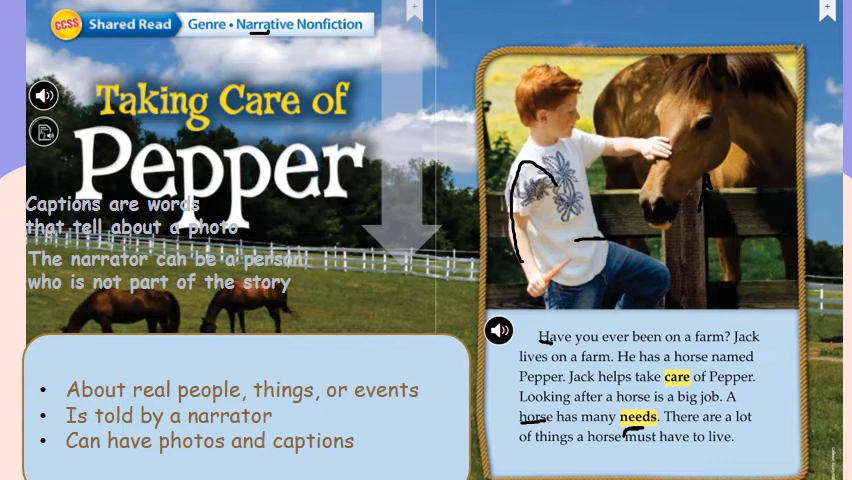 CCSS Shared Read Genre • Narrative Nonfiction
Taking Care of
Pepper
Captions are words
that tell about a photo
The narrator can be a person
who is not part of the story
• About real people, things, or events
• Is told by a narrator
• Can have photos and captions
Have you ever been on a farm? Jack
lives on a farm. He has a horse named
Pepper. Jack helps take care of Pepper.
Looking after a horse is a big job. A
horse has many needs. There are a lot
of things a horse must have to live.